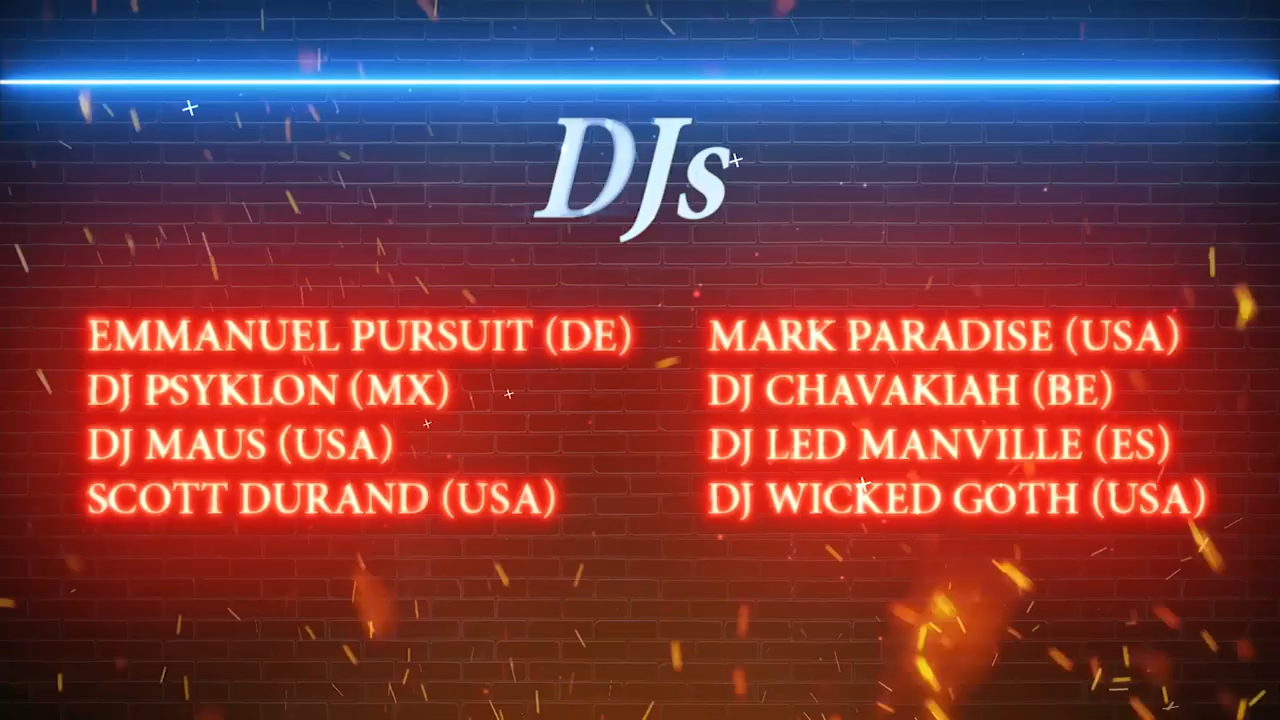 DJs
EMMANUEL PURSUIT (DE)
DJ PSYKLON (MX)
DJ MAUS (USA)
SCOTT DURAND (USA)
MARK PARADISE (USA)
DJ CHAVAKIAH (BE)
DJ LED MANVILLE (ES)
DJ WICKED GOTH (USA)